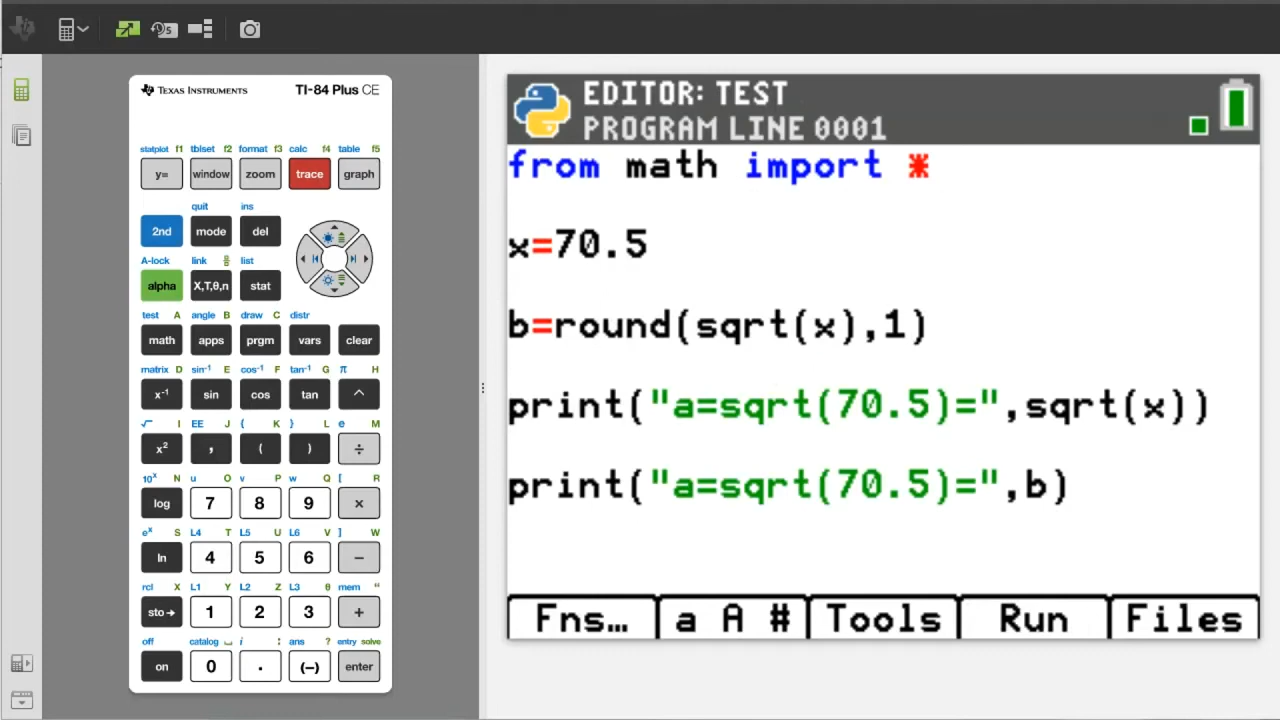 TEXAS INSTRUMENTS TI-84 Plus CE
statplot f1 tblset f2 format f3 calc f4 table f5
y= window zoom trace graph
quit ins
2nd mode del
A-lock link list
alpha X,T,θ,n stat
test A angle B draw C distr
math apps prgm vars clear
matrix D sin⁻¹ E cos⁻¹ F tan⁻¹ G π H
x⁻¹ sin cos tan ^
√ I EE J { K } L e M
x² , ( ) ÷
10ˣ N u O v P w Q [ R
log 7 8 9 ×
eˣ S L4 T L5 U L6 V ] W
ln 4 5 6 −
rcl X L1 Y L2 Z L3 θ mem “
sto→ 1 2 3 +
off catalog ⎵ i : ans ? entry solve
on 0 . (−) enter
EDITOR: TEST
PROGRAM LINE 0001
from math import *
x=70.5
b=round(sqrt(x),1)
print("a=sqrt(70.5)=",sqrt(x))
print("a=sqrt(70.5)=",b)
Fns… a A # Tools Run Files